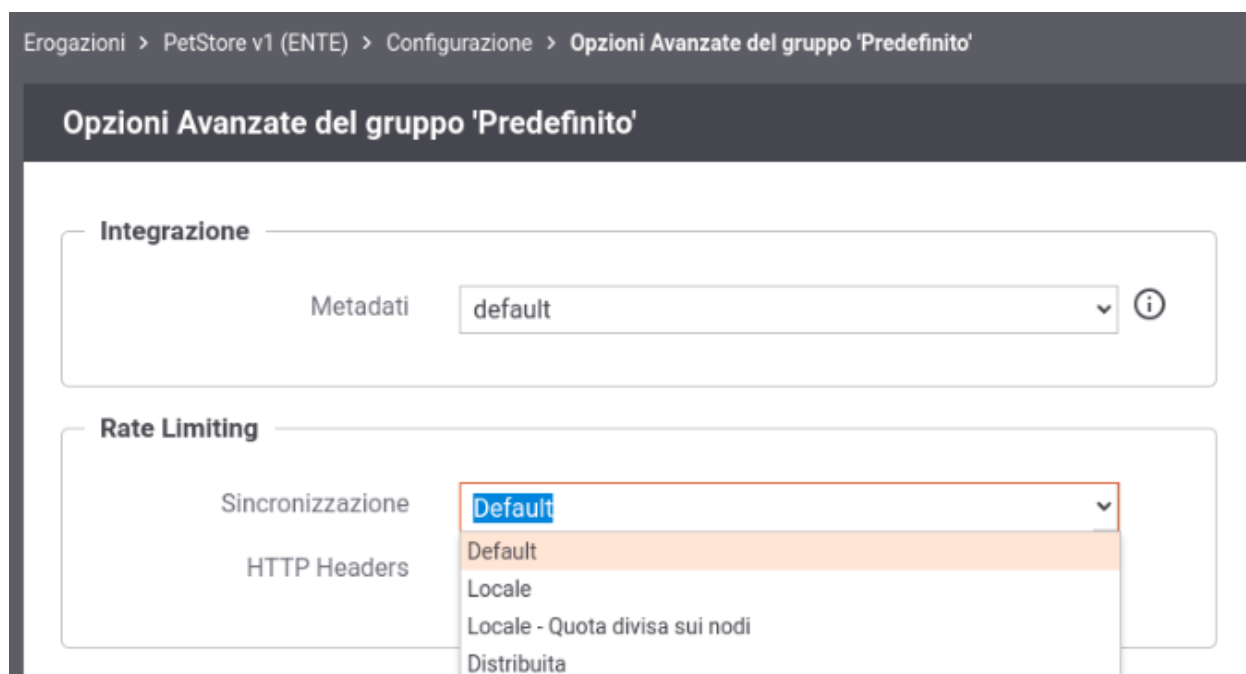 Erogazioni > PetStore v1 (ENTE) > Configurazione > Opzioni Avanzate del gruppo 'Predefinito'
Opzioni Avanzate del gruppo 'Predefinito'
Integrazione
Metadati default
Rate Limiting
Sincronizzazione Default
Default
HTTP Headers
Locale
Locale - Quota divisa sui nodi
Distribuita